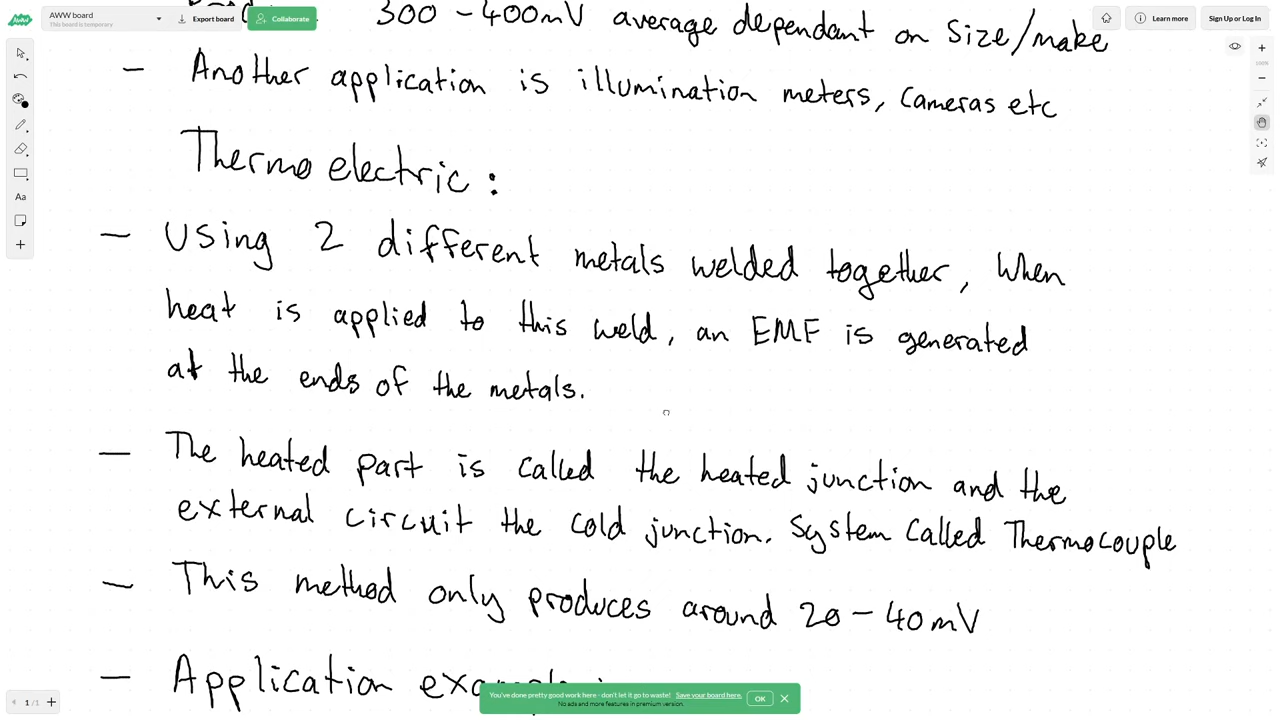 AWW board
This board is temporary
Export board
Collaborate
Learn more
Sign Up or Log In
300 - 400mV average dependant on Size/make
- Another application is illumination meters, Cameras etc
Thermo electric:
- Using 2 different metals welded together, When
heat is applied to this weld, an EMF is generated
at the ends of the metals.
- The heated part is called the heated junction and the
external circuit the cold junction. System Called Thermocouple
- This method only produces around 20 - 40mV
- Application
You've done pretty good work here - don't let it go to waste! Save your board here.
No ads and more features in premium version.
OK
Aa
100%
1 / 1